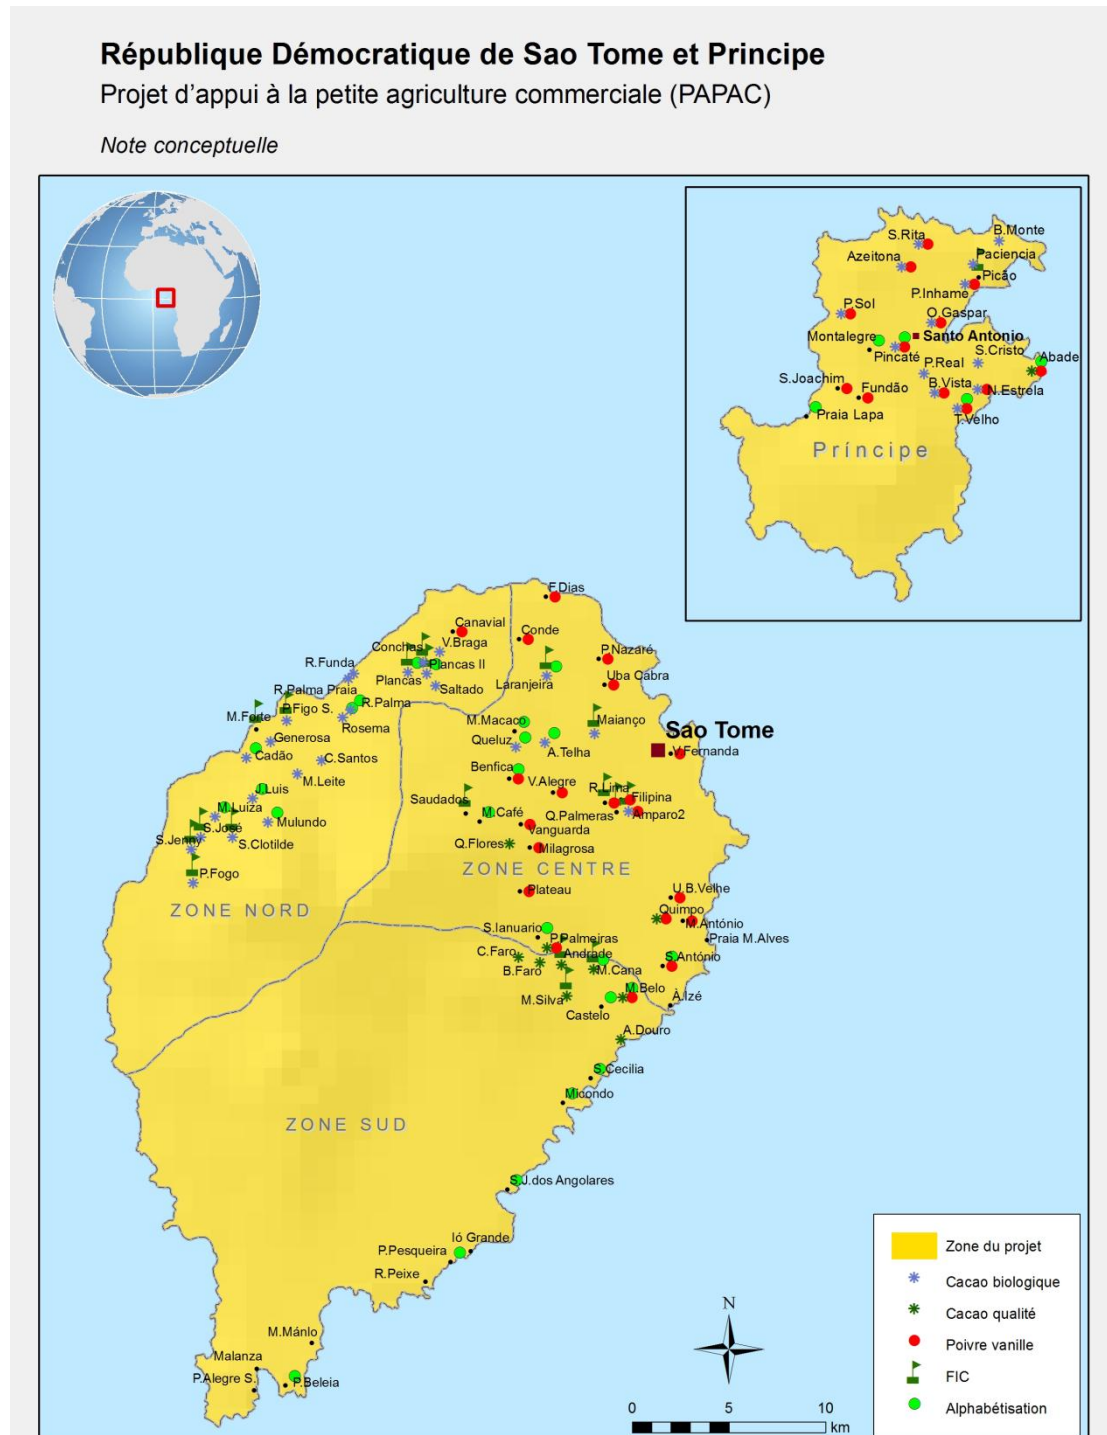 République Démocratique de Sao Tome et Principe
Projet d'appui à la petite agriculture commerciale (PAPAC)
Note conceptuelle
B.Monte
S.Rita
Azeitona
Paciencia
Picão
P.Inhame
P.Sol
O.Gaspar
Montalegre
Santo Antonio
Pincaté
S.Cristo
P.Real
Abade
S.Joachim
Fundão
B.Vista
N.Estrela
Praia Lapa
T.Velho
Príncipe
F.Dias
Canavial
Conde
Conchas
V.Braga
P.Nazaré
R.Funda
Plancas II
Plancas
Laranjeira
Uba Cabra
Saltado
R.Palma Praia
R.Palma
P.Figo S.
M.Forte
Rosema
M.Macaco
Maianço
Sao Tome
Generosa
Queluz
A.Telha
V.Fernanda
Cadão
C.Santos
Benfica
M.Leite
V.Alegre
R.Lima
J.Luis
Saudados
Filipina
M.Luiza
M.Café
Q.Palmeras
Amparo2
S.José
Mulundo
Vanguarda
S.Jenny
S.Clotilde
Q.Flores
Milagrosa
P.Fogo
ZONE CENTRE
Plateau
U.B.Velhe
ZONE NORD
Quimpo
M.António
S.Ianuario
P.Palmeiras
Praia M.Alves
C.Faro
Andrade
S.António
B.Faro
M.Cana
M.Silva
M.Belo
Castelo
À.Izé
A.Douro
S.Cecilia
Micondo
ZONE SUD
S.J.dos Angolares
Ió Grande
P.Pesqueira
R.Peixe
M.Mánlo
Malanza
P.Alegre S.
P.Beleia
N
0 5 10
km
Zone du projet
Cacao biologique
Cacao qualité
Poivre vanille
FIC
Alphabétisation